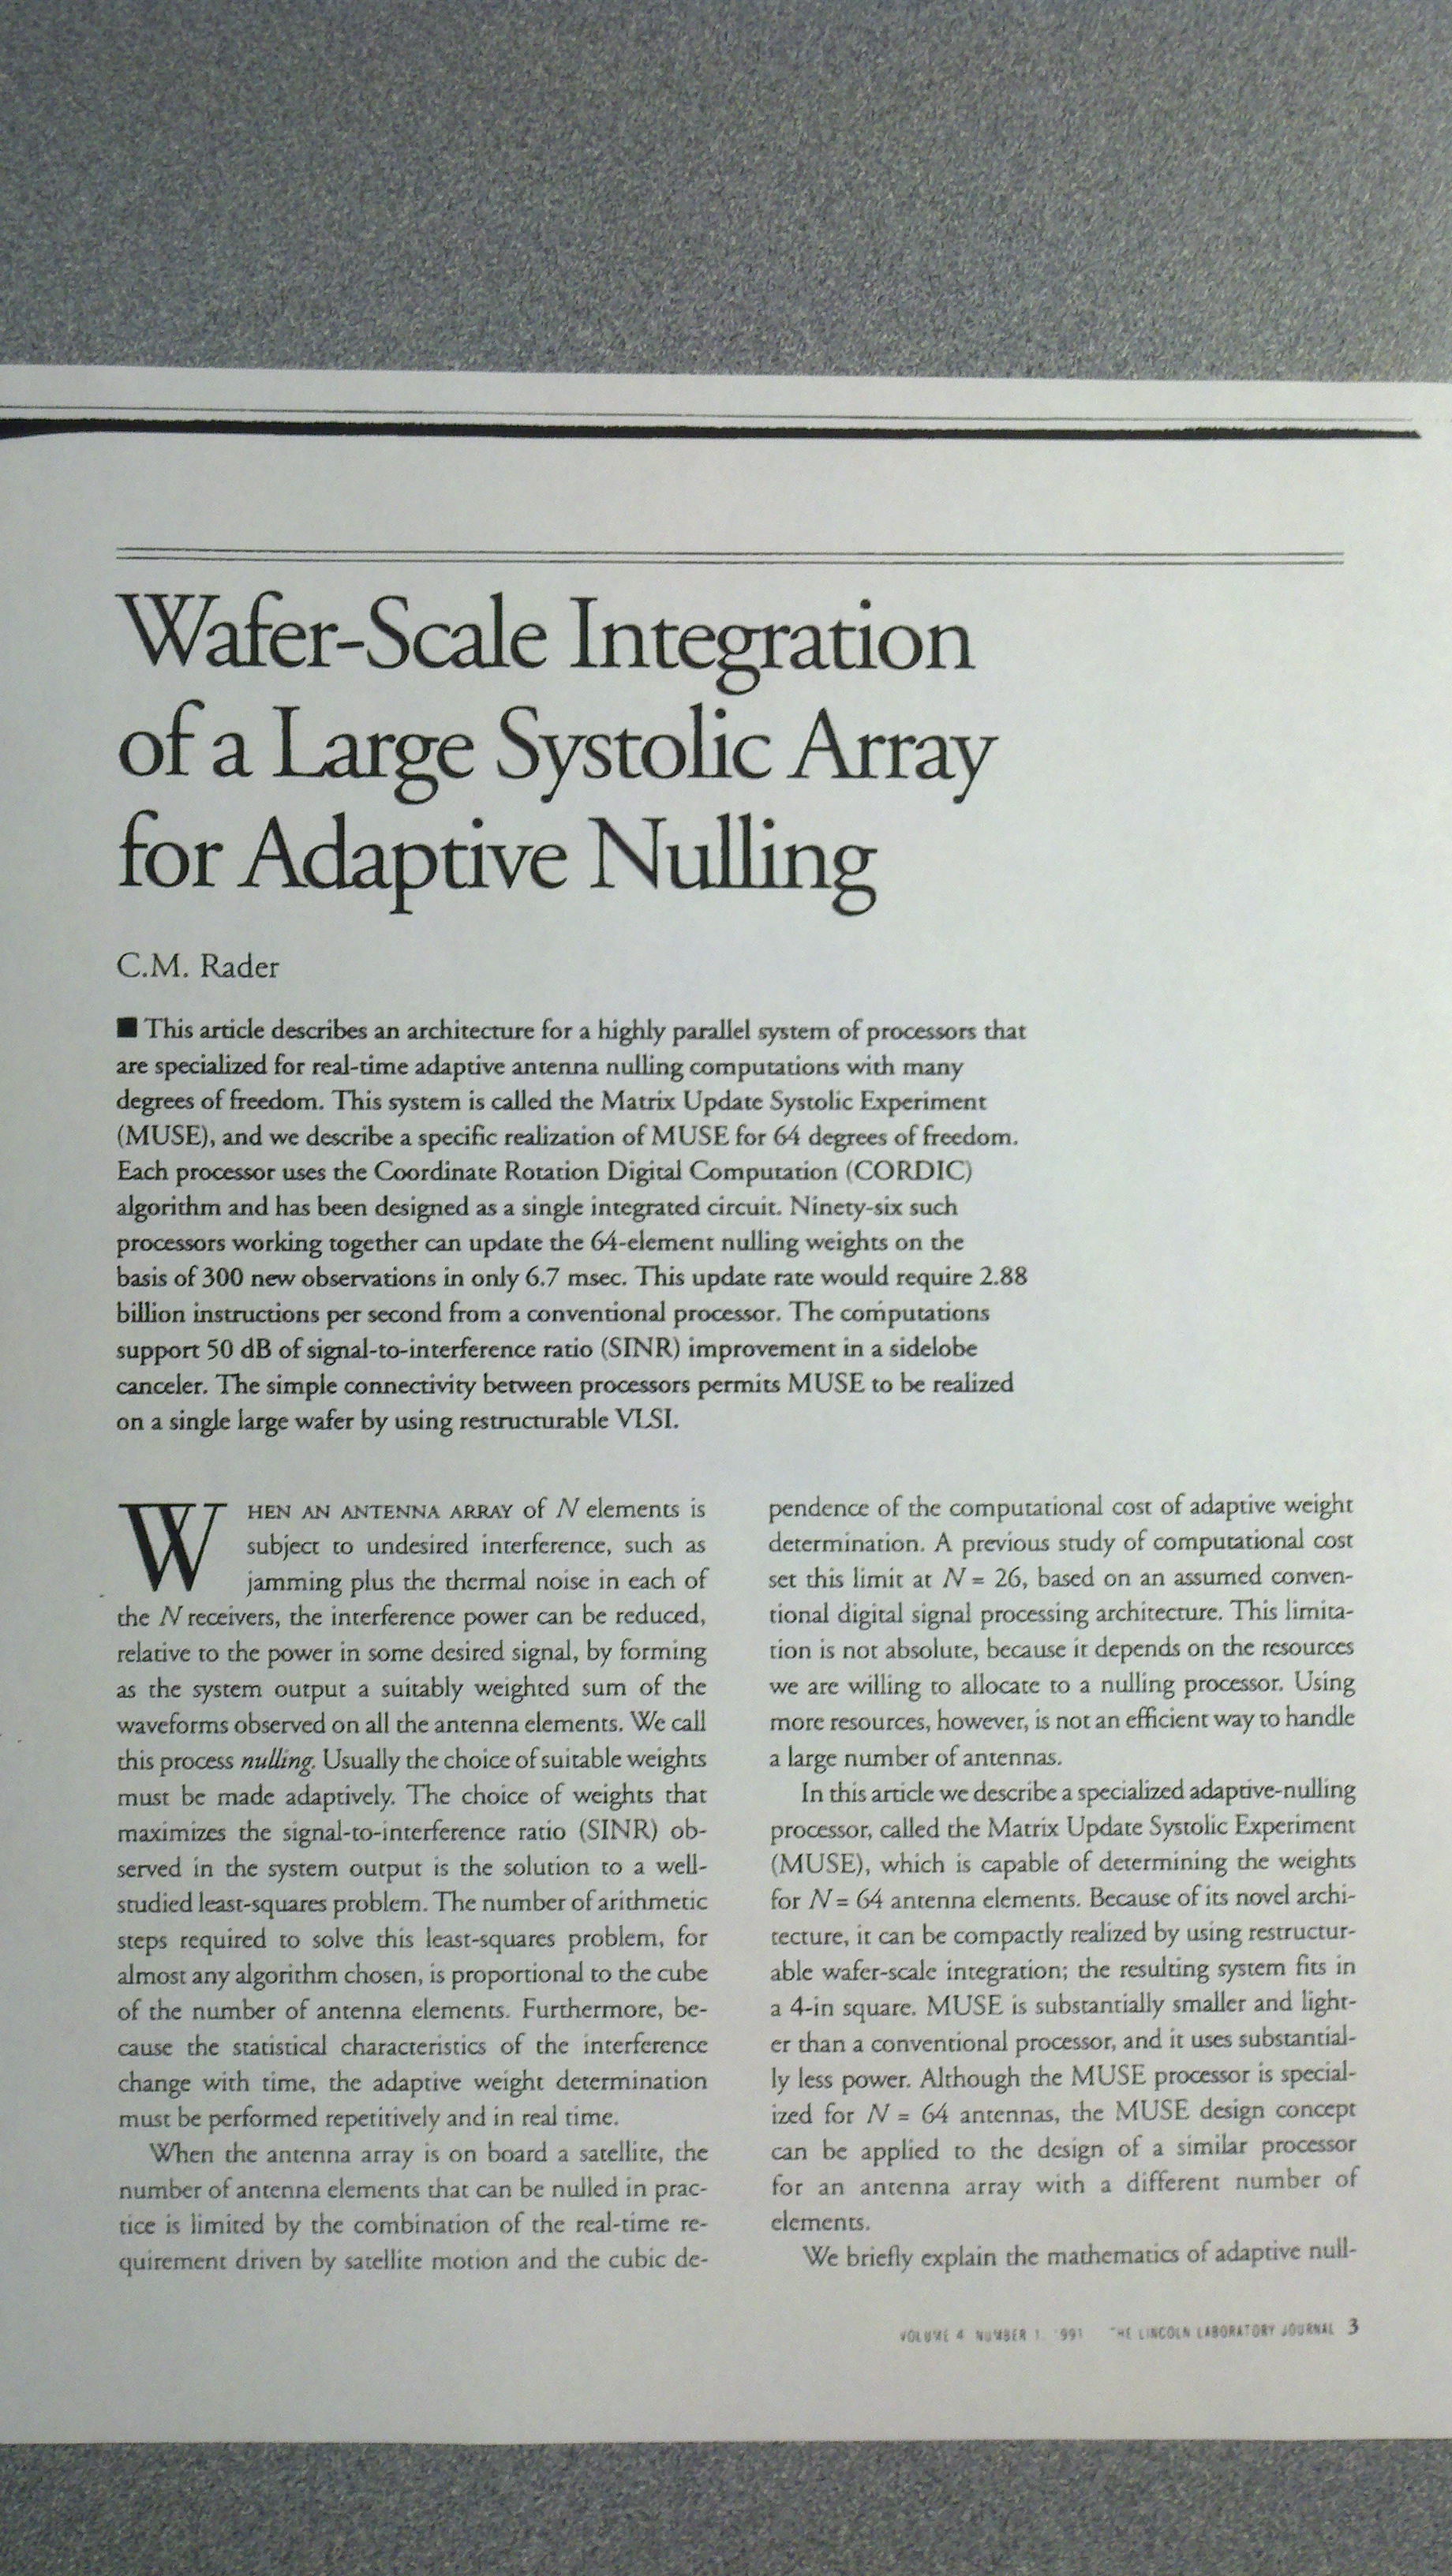 Wafer-Scale Integration
of a Large Systolic Array
for Adaptive Nulling
C.M. Rader
■ This article describes an architecture for a highly parallel system of processors that
are specialized for real-time adaptive antenna nulling computations with many
degrees of freedom. This system is called the Matrix Update Systolic Experiment
(MUSE), and we describe a specific realization of MUSE for 64 degrees of freedom.
Each processor uses the Coordinate Rotation Digital Computation (CORDIC)
algorithm and has been designed as a single integrated circuit. Ninety-six such
processors working together can update the 64-element nulling weights on the
basis of 300 new observations in only 6.7 msec. This update rate would require 2.88
billion instructions per second from a conventional processor. The computations
support 50 dB of signal-to-interference ratio (SINR) improvement in a sidelobe
canceler. The simple connectivity between processors permits MUSE to be realized
on a single large wafer by using restructurable VLSI.
WHEN AN ANTENNA ARRAY of N elements is
subject to undesired interference, such as
jamming plus the thermal noise in each of
the N receivers, the interference power can be reduced,
relative to the power in some desired signal, by forming
as the system output a suitably weighted sum of the
waveforms observed on all the antenna elements. We call
this process nulling. Usually the choice of suitable weights
must be made adaptively. The choice of weights that
maximizes the signal-to-interference ratio (SINR) ob-
served in the system output is the solution to a well-
studied least-squares problem. The number of arithmetic
steps required to solve this least-squares problem, for
almost any algorithm chosen, is proportional to the cube
of the number of antenna elements. Furthermore, be-
cause the statistical characteristics of the interference
change with time, the adaptive weight determination
must be performed repetitively and in real time.
When the antenna array is on board a satellite, the
number of antenna elements that can be nulled in prac-
tice is limited by the combination of the real-time re-
quirement driven by satellite motion and the cubic de-
pendence of the computational cost of adaptive weight
determination. A previous study of computational cost
set this limit at N = 26, based on an assumed conven-
tional digital signal processing architecture. This limita-
tion is not absolute, because it depends on the resources
we are willing to allocate to a nulling processor. Using
more resources, however, is not an efficient way to handle
a large number of antennas.
In this article we describe a specialized adaptive-nulling
processor, called the Matrix Update Systolic Experiment
(MUSE), which is capable of determining the weights
for N = 64 antenna elements. Because of its novel archi-
tecture, it can be compactly realized by using restructur-
able wafer-scale integration; the resulting system fits in
a 4-in square. MUSE is substantially smaller and light-
er than a conventional processor, and it uses substantial-
ly less power. Although the MUSE processor is special-
ized for N = 64 antennas, the MUSE design concept
can be applied to the design of a similar processor
for an antenna array with a different number of
elements.
We briefly explain the mathematics of adaptive null-
VOLUME 4 NUMBER 1 1991 THE LINCOLN LABORATORY JOURNAL 3